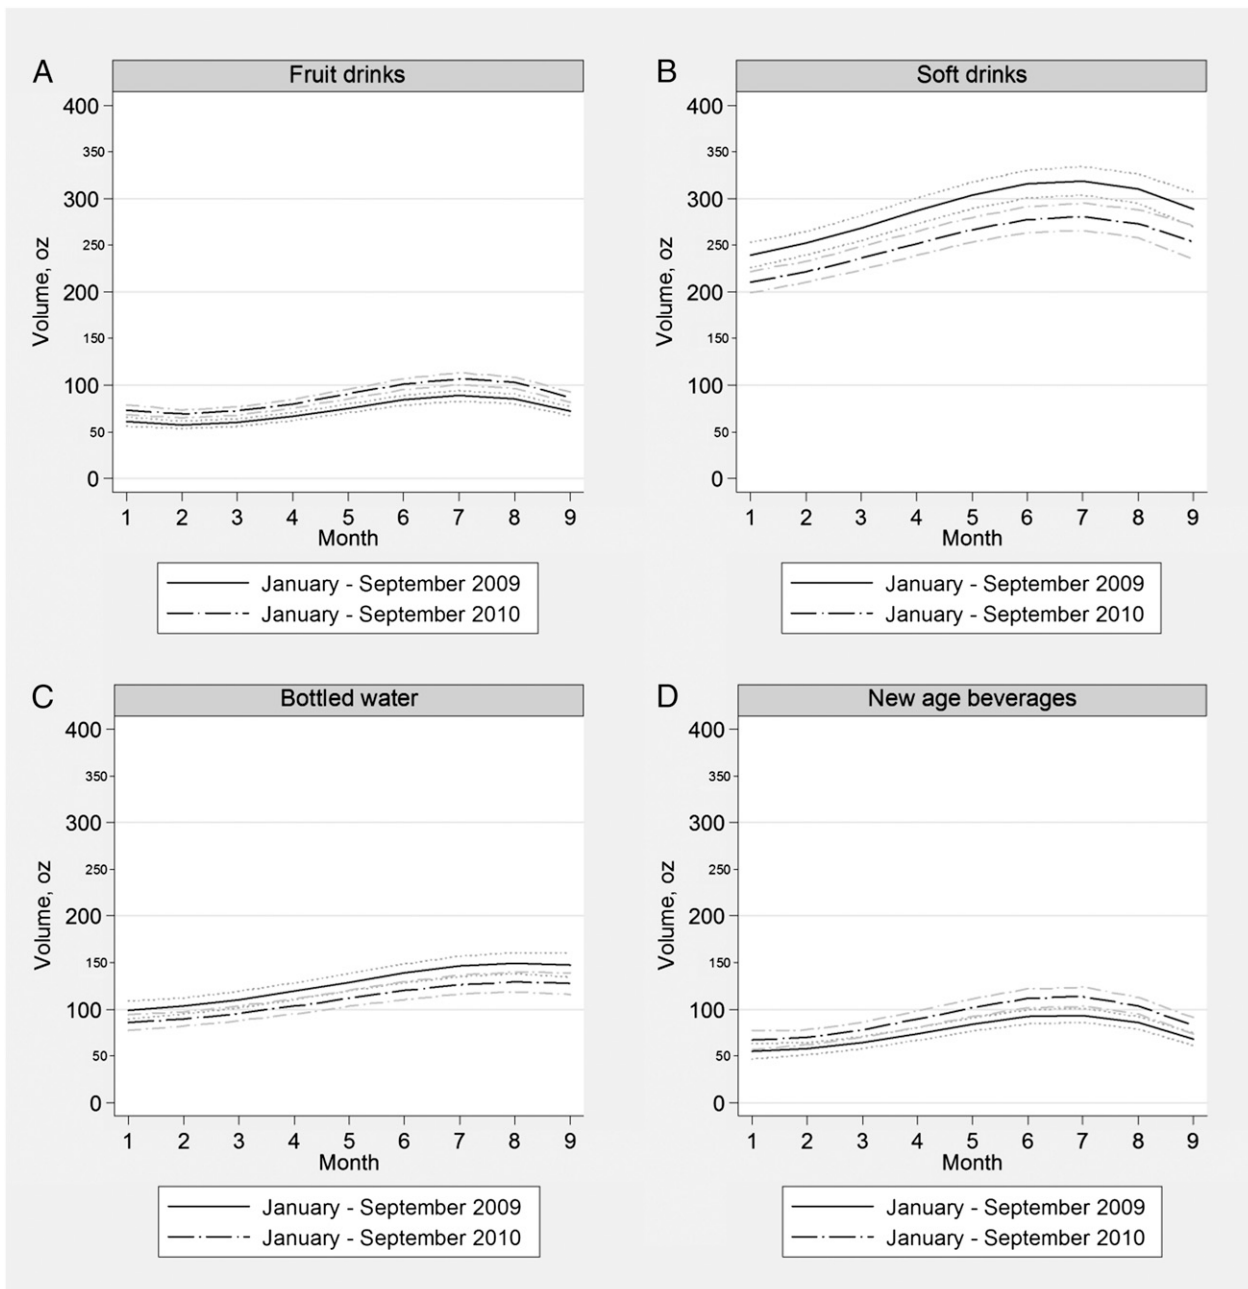 A
Fruit drinks
400
350
300
250
200
150
100
50
0
Volume, oz
1 2 3 4 5 6 7 8 9
Month
January - September 2009
January - September 2010
B
Soft drinks
400
350
300
250
200
150
100
50
0
Volume, oz
1 2 3 4 5 6 7 8 9
Month
January - September 2009
January - September 2010
C
Bottled water
400
350
300
250
200
150
100
50
0
Volume, oz
1 2 3 4 5 6 7 8 9
Month
January - September 2009
January - September 2010
D
New age beverages
400
350
300
250
200
150
100
50
0
Volume, oz
1 2 3 4 5 6 7 8 9
Month
January - September 2009
January - September 2010